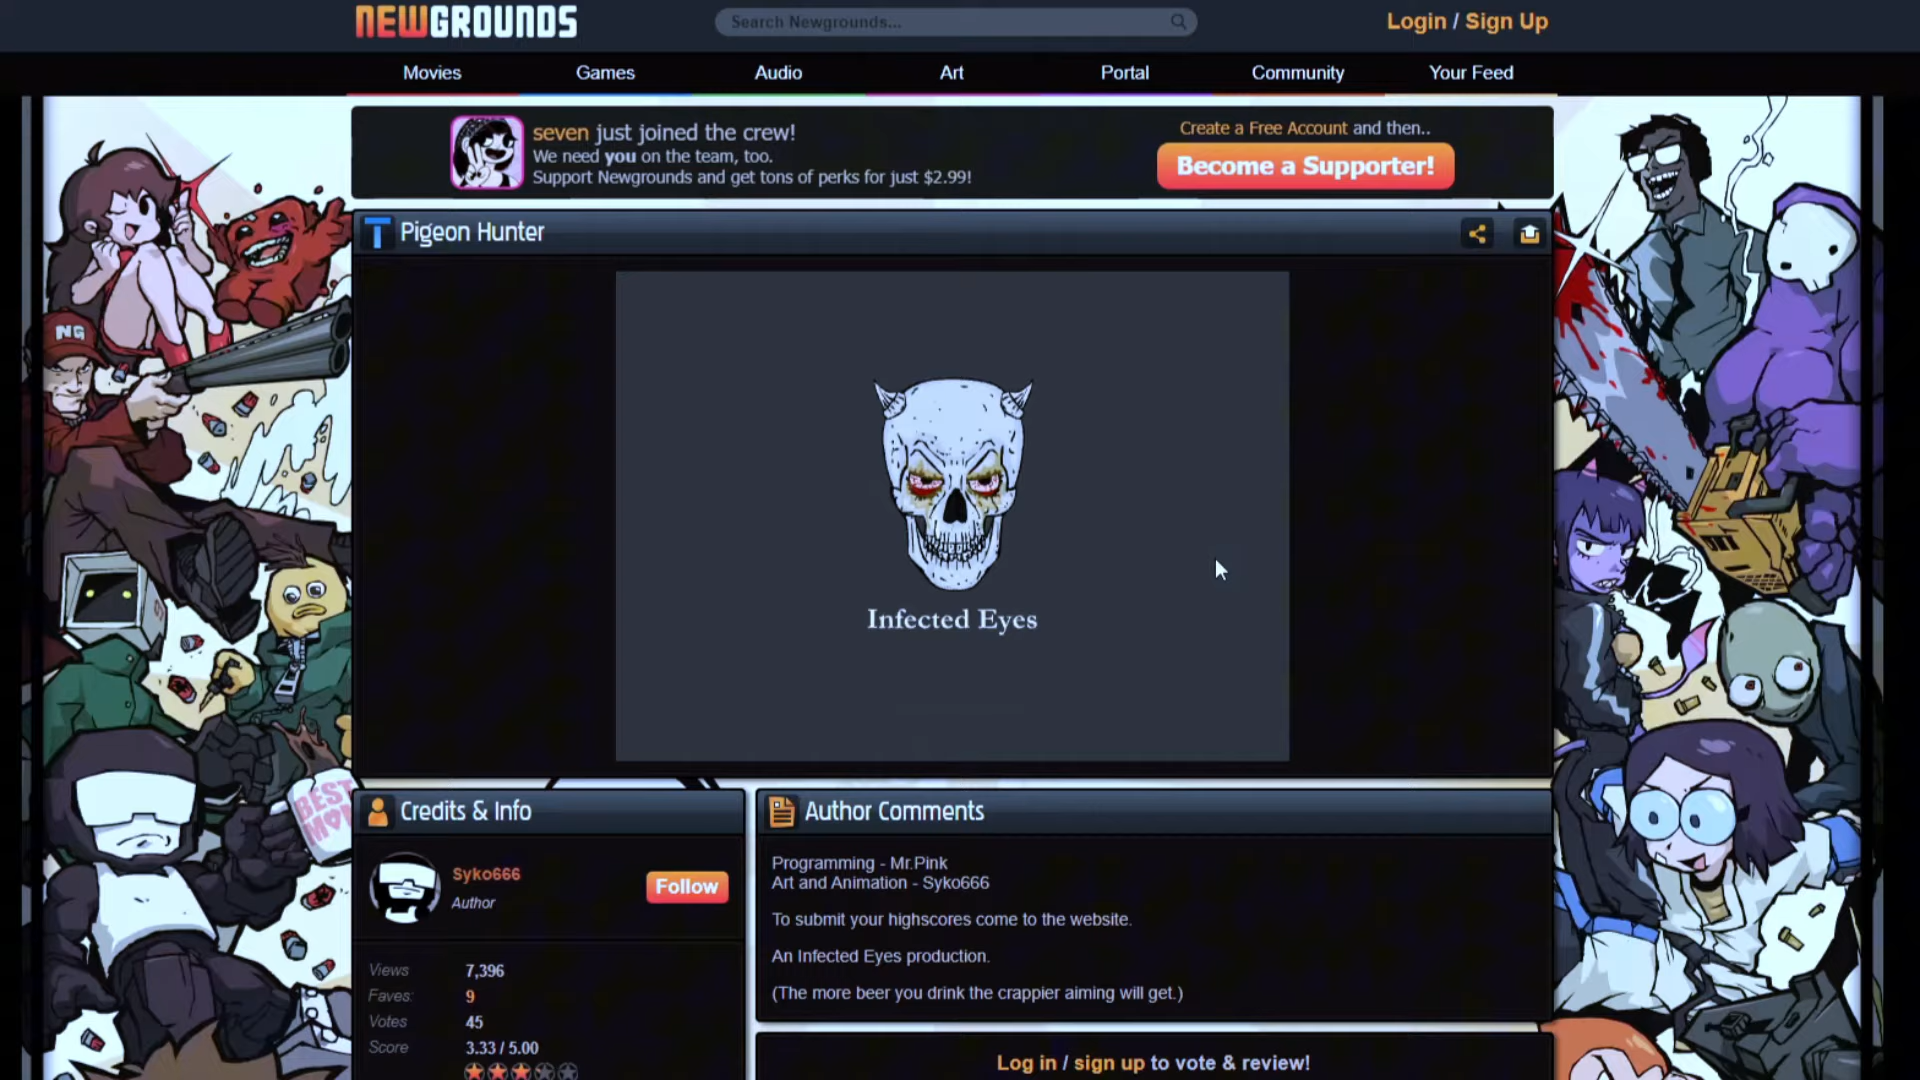 NEWGROUNDS
Search Newgrounds...
Login / Sign Up
Movies
Games
Audio
Art
Portal
Community
Your Feed
seven just joined the crew!
We need you on the team, too.
Support Newgrounds and get tons of perks for just $2.99!
Create a Free Account and then..
Become a Supporter!
T
Pigeon Hunter
NG
Infected Eyes
BEST
Credits & Info
Syko666
Author
Follow
Views 7,396
Faves: 9
Votes 45
Score 3.33 / 5.00
Author Comments
Programming - Mr.Pink
Art and Animation - Syko666
To submit your highscores come to the website.
An Infected Eyes production.
(The more beer you drink the crappier aiming will get.)
Log in / sign up to vote & review!